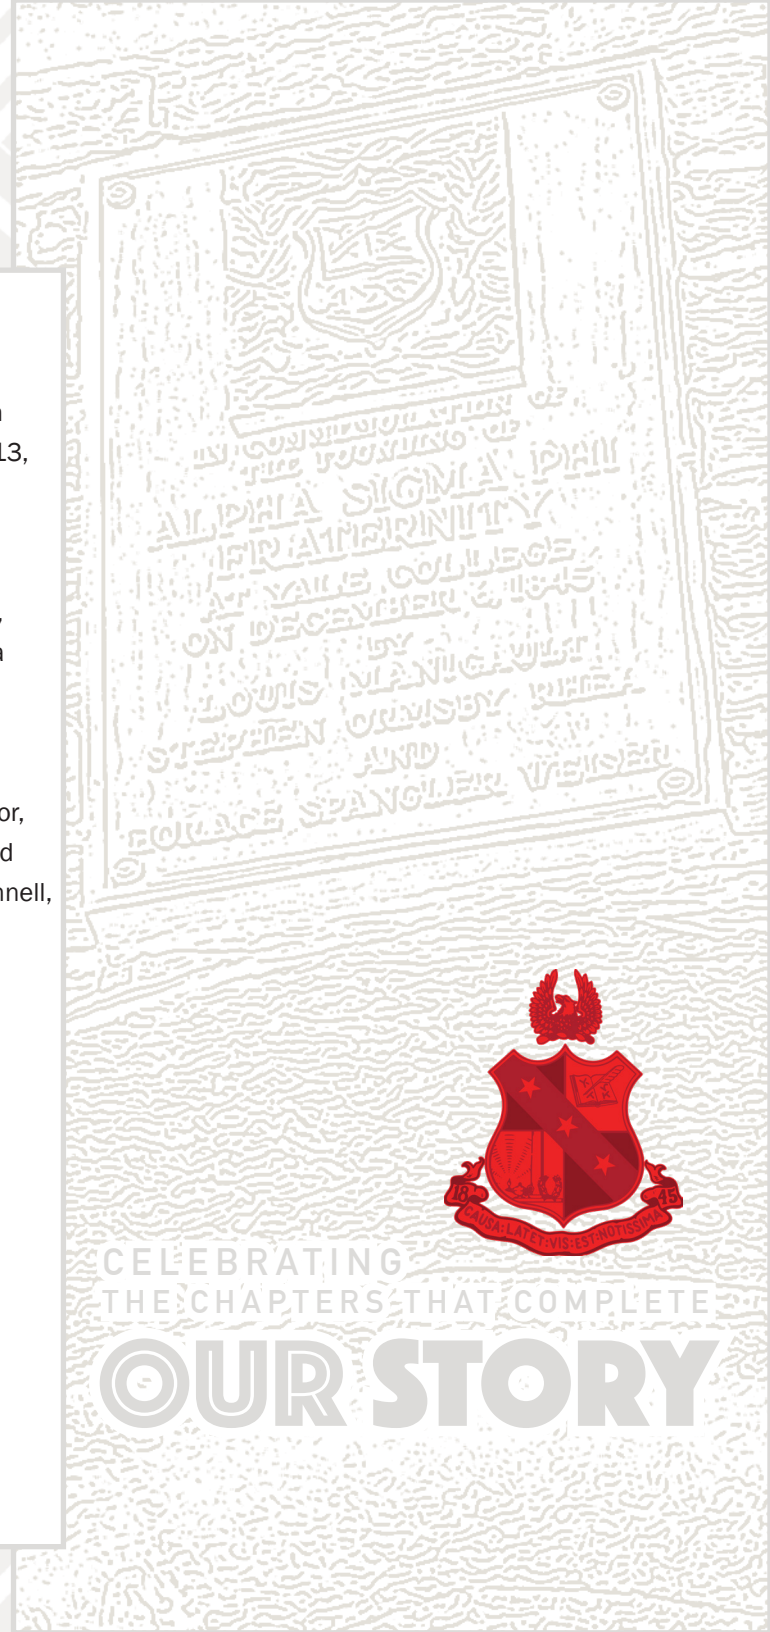 13,
a
or,
d
nnell,
IN COMMEMORATION OF
THE FOUNDING OF
ALPHA SIGMA PHI
FRATERNITY
AT YALE COLLEGE
ON DECEMBER 6, 1845
BY
LOUIS MANIGAULT
STEPHEN ORMSBY RHEA
AND
HORACE SPANGLER WEISER
18 45
CAUSA:LATET:VIS:EST:NOTISSIMA
CELEBRATING
THE CHAPTERS THAT COMPLETE
OUR STORY